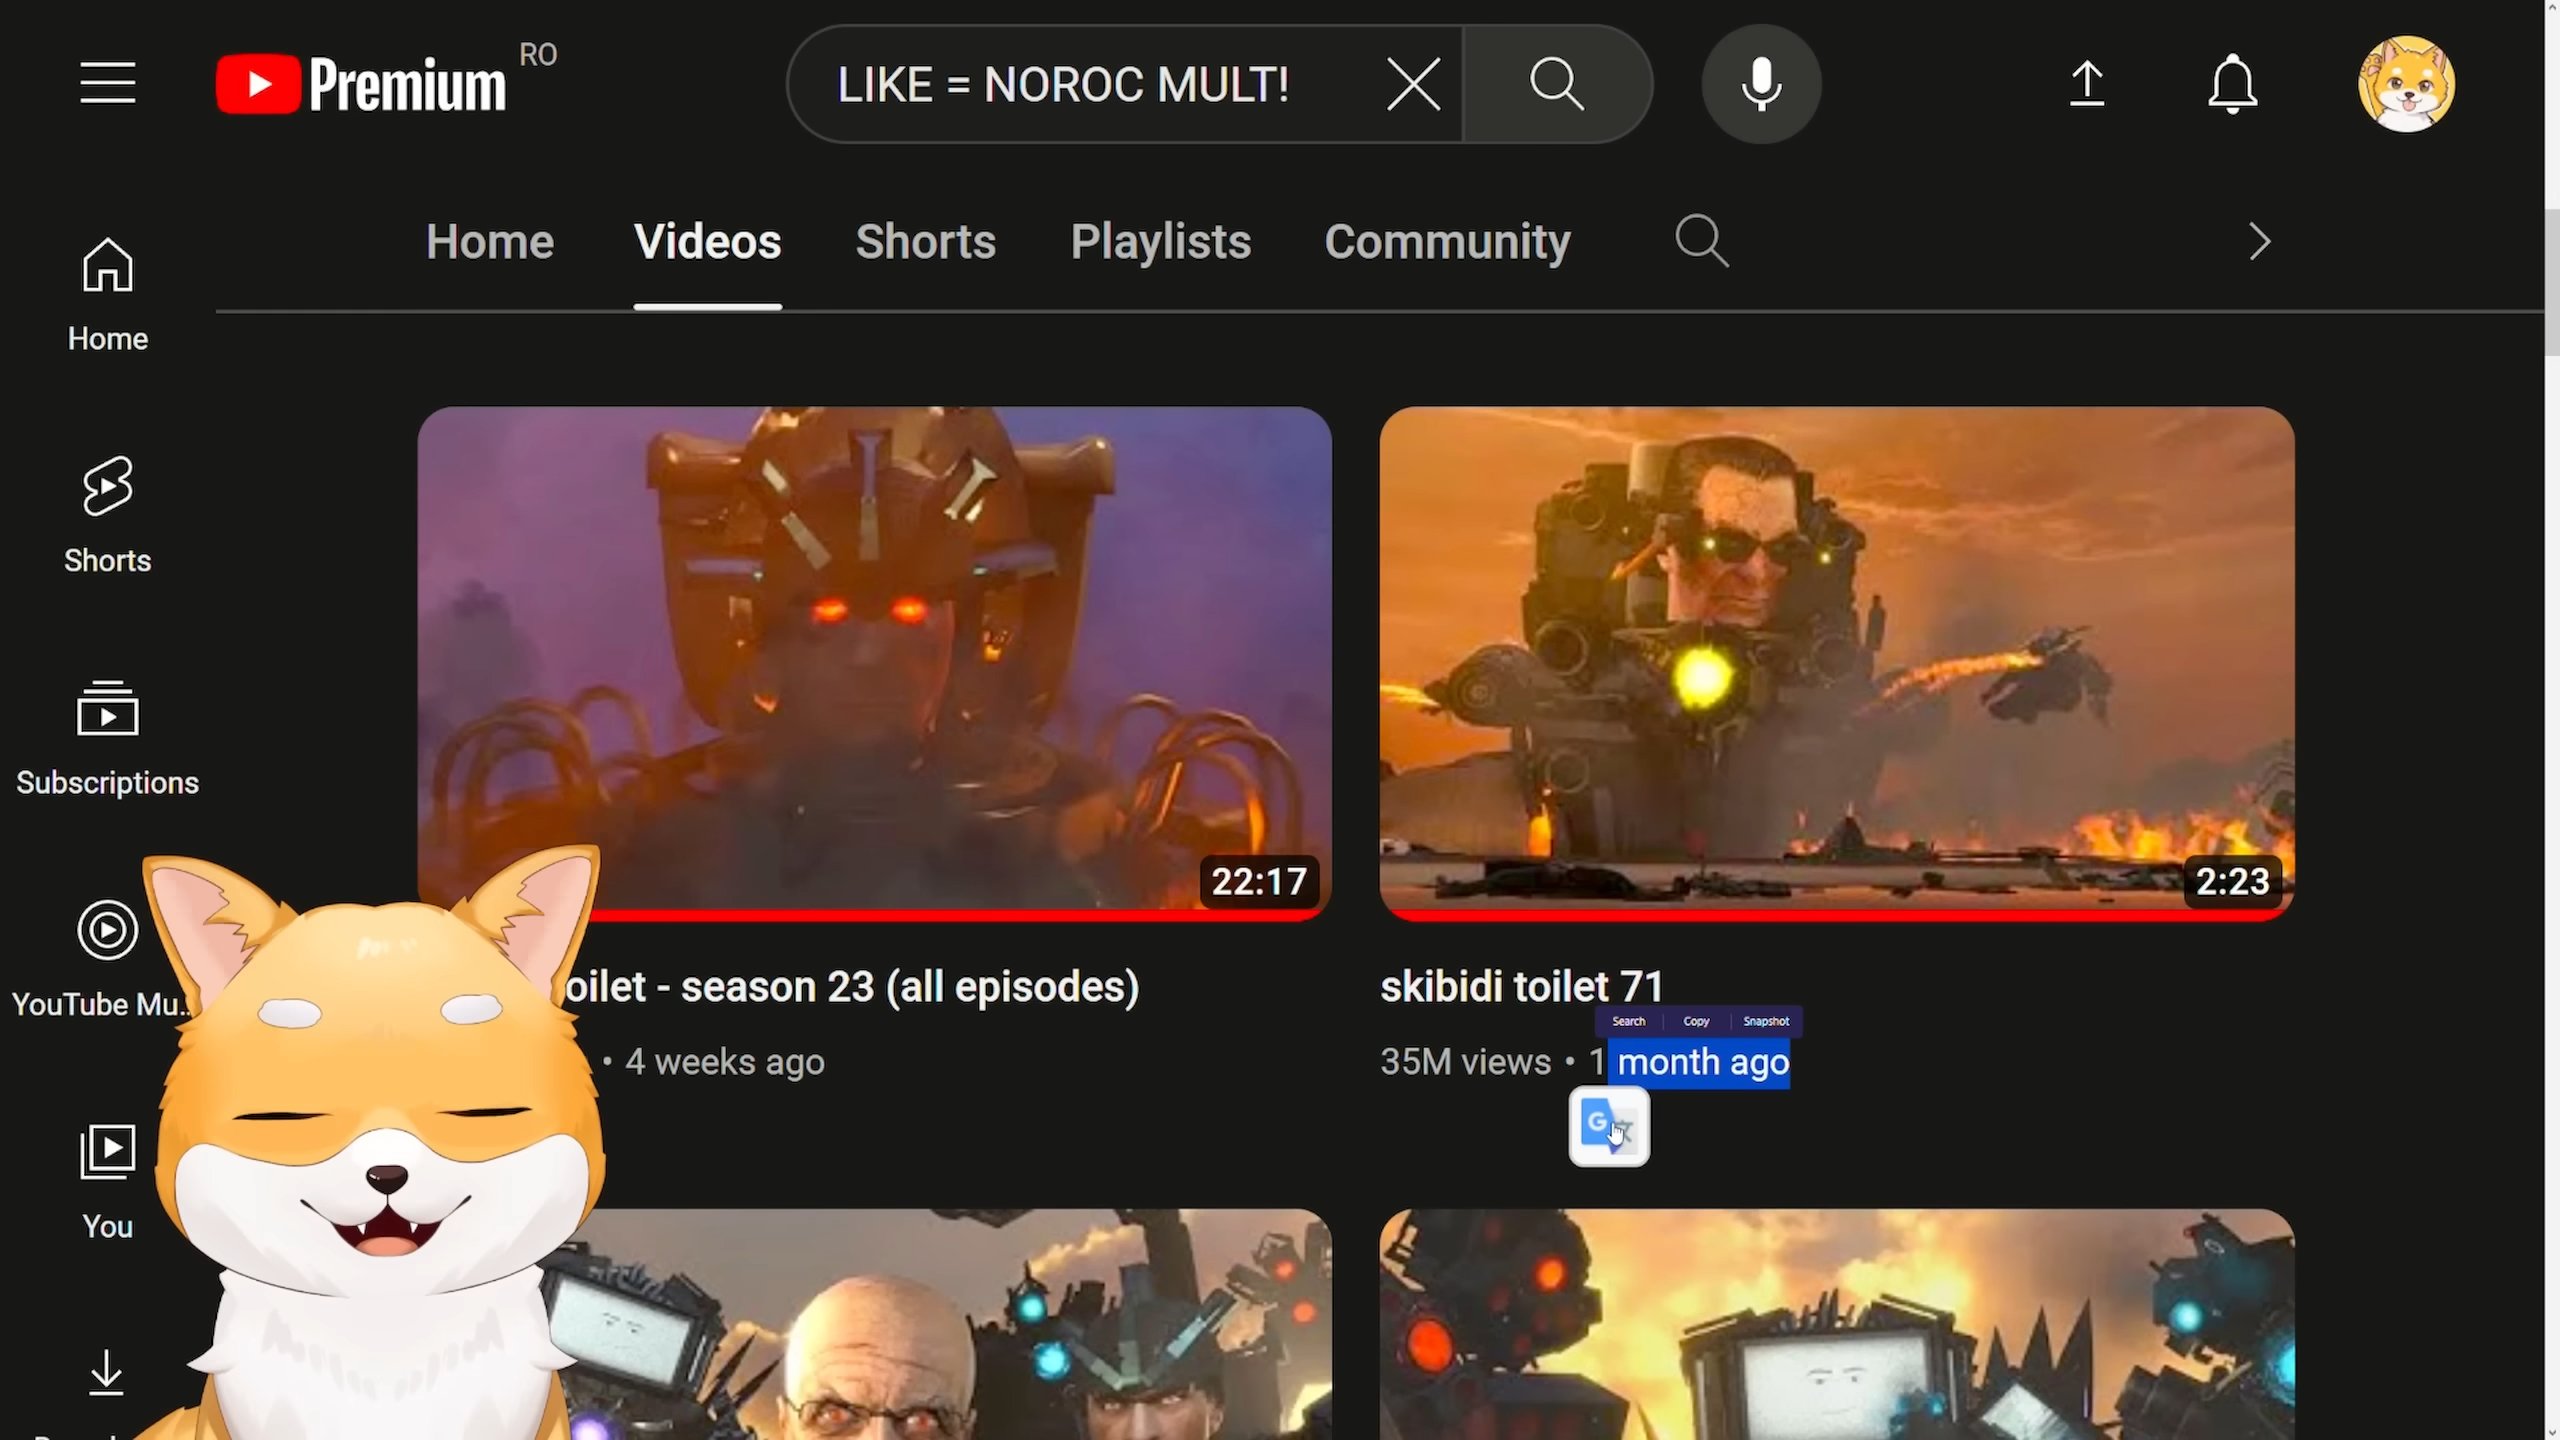 Premium RO
LIKE = NOROC MULT!
Home
Videos
Shorts
Playlists
Community
Home
Shorts
Subscriptions
YouTube Mu...
You
22:17
2:23
oilet - season 23 (all episodes)
• 4 weeks ago
skibidi toilet 71
Search
Copy
Snapshot
35M views • 1 month ago
G